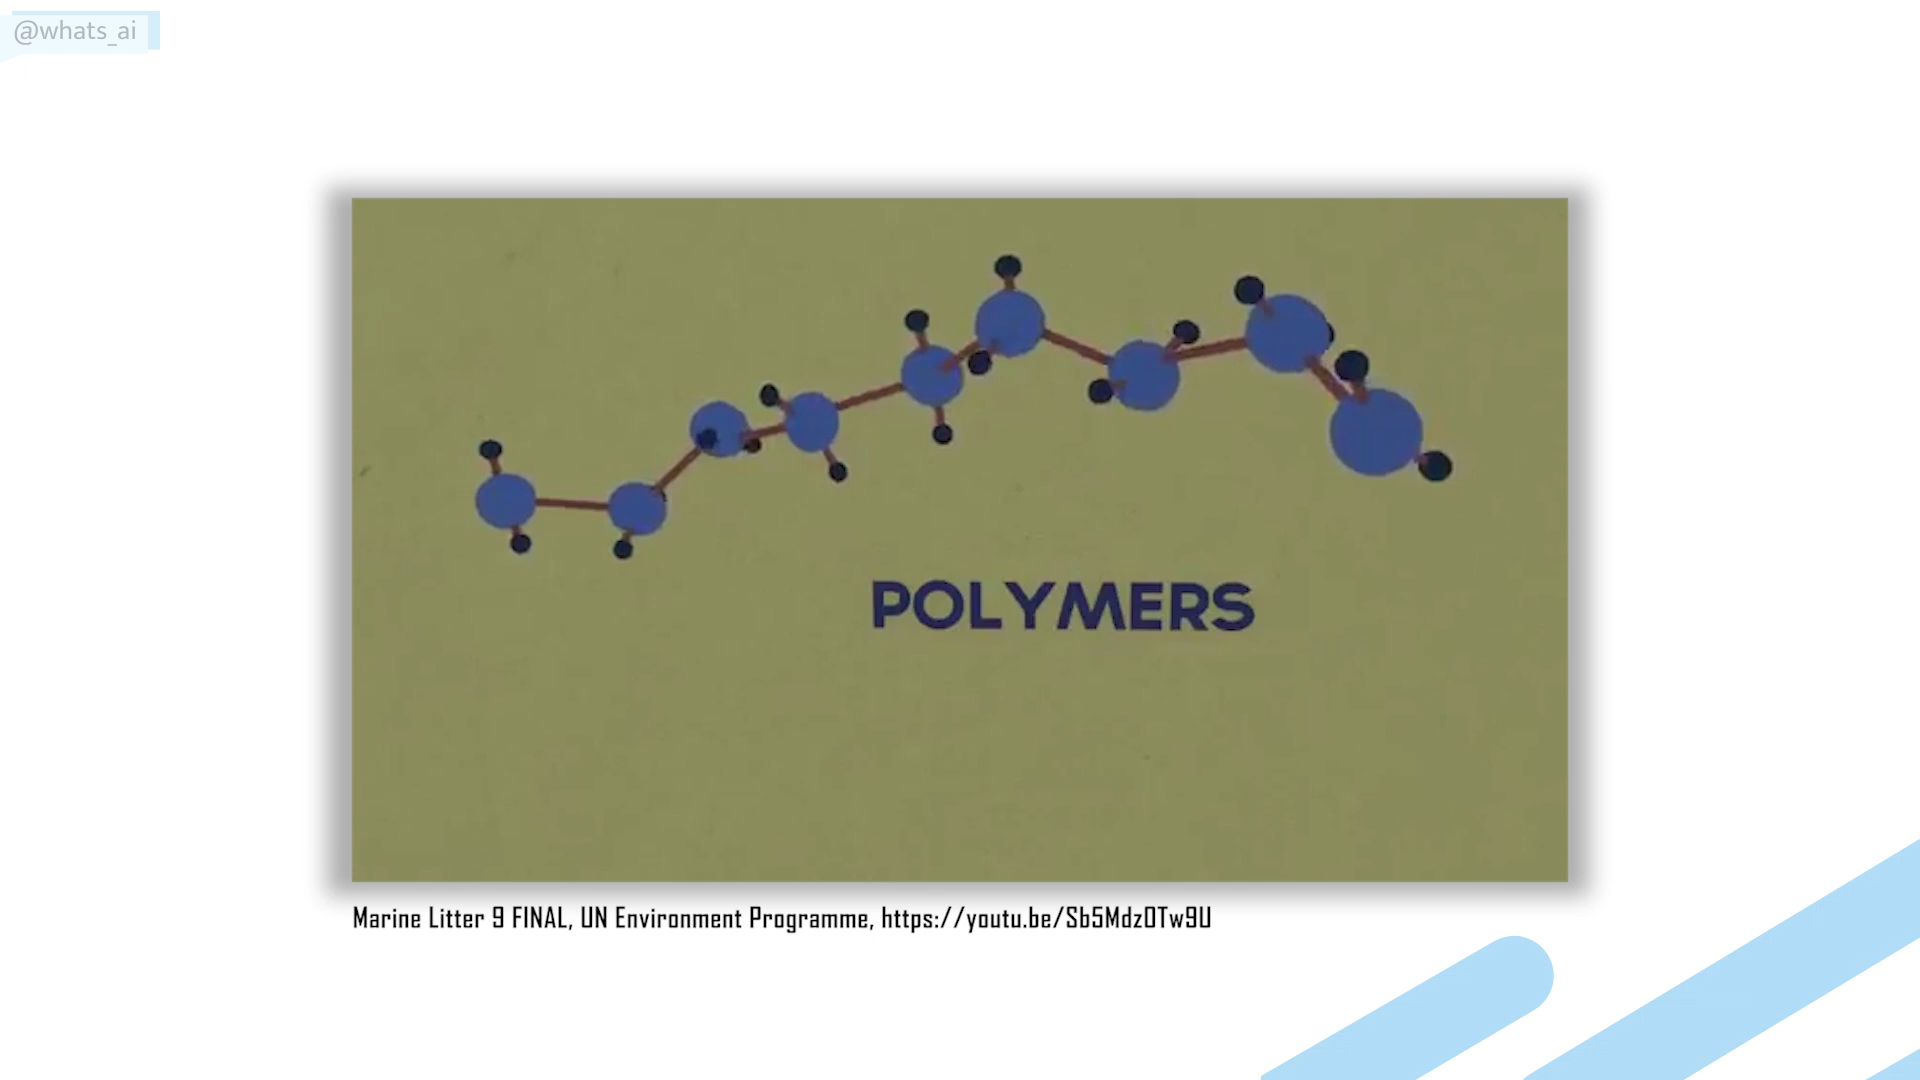 @whats_ai
POLYMERS
Marine Litter 9 FINAL, UN Environment Programme, https://youtu.be/Sb5MdzOTw9U